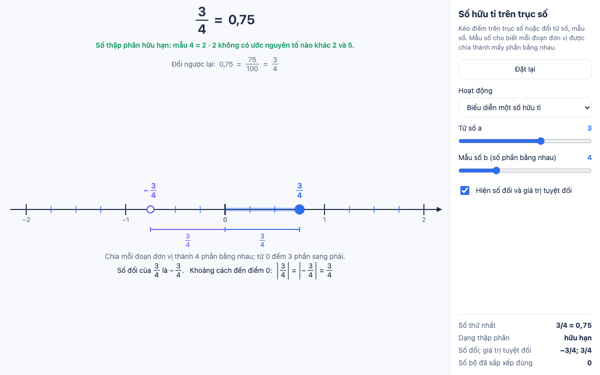 3/4 = 0,75
Số thập phân hữu hạn: mẫu 4 = 2 · 2 không có ước nguyên tố nào khác 2 và 5.
Đổi ngược lại: 0,75 = 75/100 = 3/4
−3/4
3/4
−2 −1 0 1 2
3/4 3/4
Chia mỗi đoạn đơn vị thành 4 phần bằng nhau; từ 0 đếm 3 phần sang phải.
Số đối của 3/4 là −3/4. Khoảng cách đến điểm 0: |3/4| = |−3/4| = 3/4
Số hữu tỉ trên trục số
Kéo điểm trên trục số hoặc đổi tử số, mẫu
số. Mẫu số cho biết mỗi đoạn đơn vị được
chia thành mấy phần bằng nhau.
Đặt lại
Hoạt động
Biểu diễn một số hữu tỉ
Tử số a 3
Mẫu số b (số phần bằng nhau) 4
Hiện số đối và giá trị tuyệt đối
Số thứ nhất 3/4 = 0,75
Dạng thập phân hữu hạn
Số đối; giá trị tuyệt đối −3/4; 3/4
Số bộ đã sắp xếp đúng 0